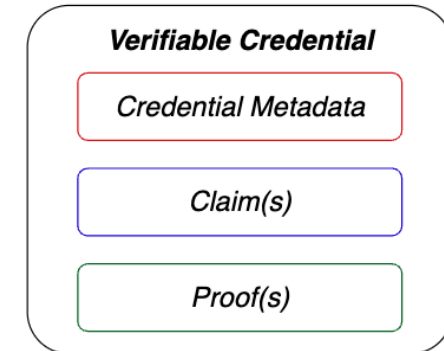 Verifiable Credential
Credential Metadata
Claim(s)
Proof(s)